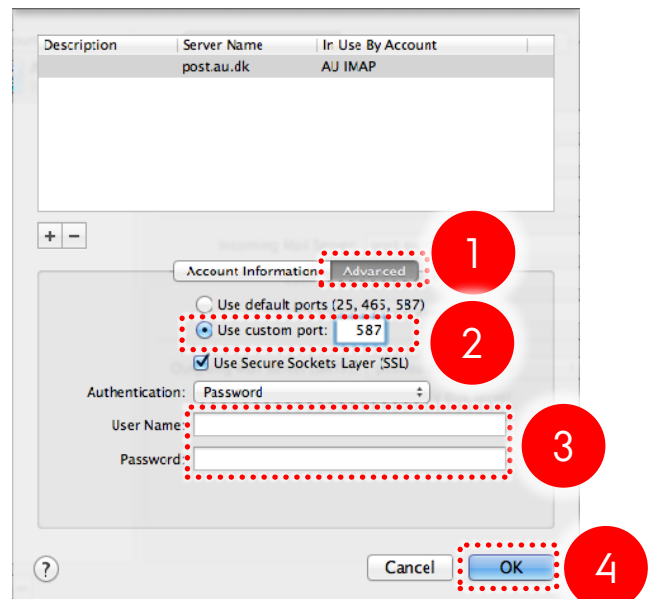 Description Server Name In Use By Account
post.au.dk AU IMAP
+ −
Account Information Advanced
1
Use default ports (25, 465, 587)
Use custom port: 587
2
Use Secure Sockets Layer (SSL)
Authentication: Password
User Name:
3
Password:
? Cancel OK
4